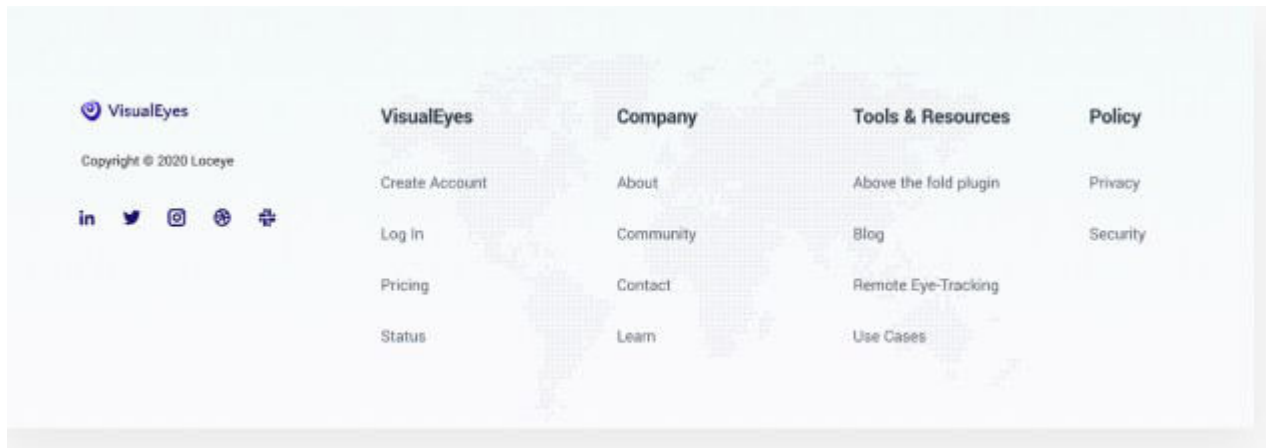 VisualEyes
Copyright © 2020 Loceye
in
VisualEyes
Create Account
Log In
Pricing
Status
Company
About
Community
Contact
Learn
Tools & Resources
Above the fold plugin
Blog
Remote Eye-Tracking
Use Cases
Policy
Privacy
Security